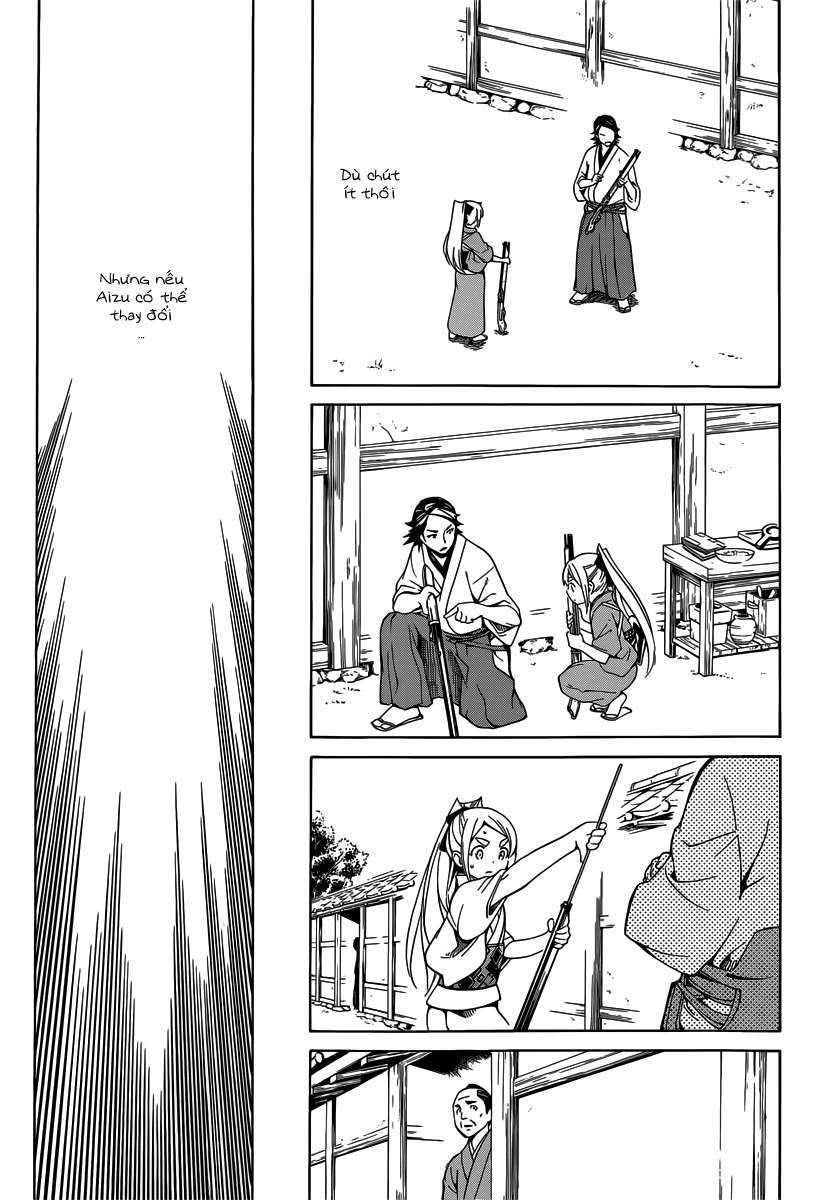 Dù chút
ít thôi
Nhưng nếu
Aizu có thể
thay đổi
...